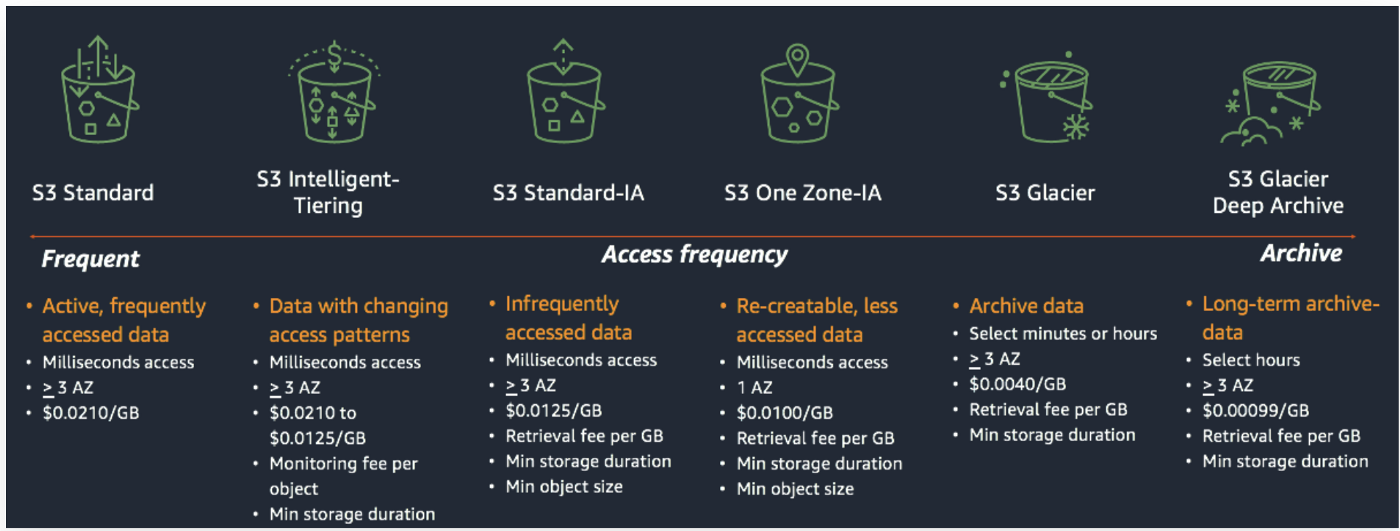 S3 Standard
S3 Intelligent-
Tiering
S3 Standard-IA
S3 One Zone-IA
S3 Glacier
S3 Glacier
Deep Archive
Frequent
Access frequency
Archive
• Active, frequently
accessed data
• Milliseconds access
• ≥ 3 AZ
• $0.0210/GB
• Data with changing
access patterns
• Milliseconds access
• ≥ 3 AZ
• $0.0210 to
$0.0125/GB
• Monitoring fee per
object
• Min storage duration
• Infrequently
accessed data
• Milliseconds access
• ≥ 3 AZ
• $0.0125/GB
• Retrieval fee per GB
• Min storage duration
• Min object size
• Re-creatable, less
accessed data
• Milliseconds access
• 1 AZ
• $0.0100/GB
• Retrieval fee per GB
• Min storage duration
• Min object size
• Archive data
• Select minutes or hours
• ≥ 3 AZ
• $0.0040/GB
• Retrieval fee per GB
• Min storage duration
• Long-term archive-
data
• Select hours
• ≥ 3 AZ
• $0.00099/GB
• Retrieval fee per GB
• Min storage duration